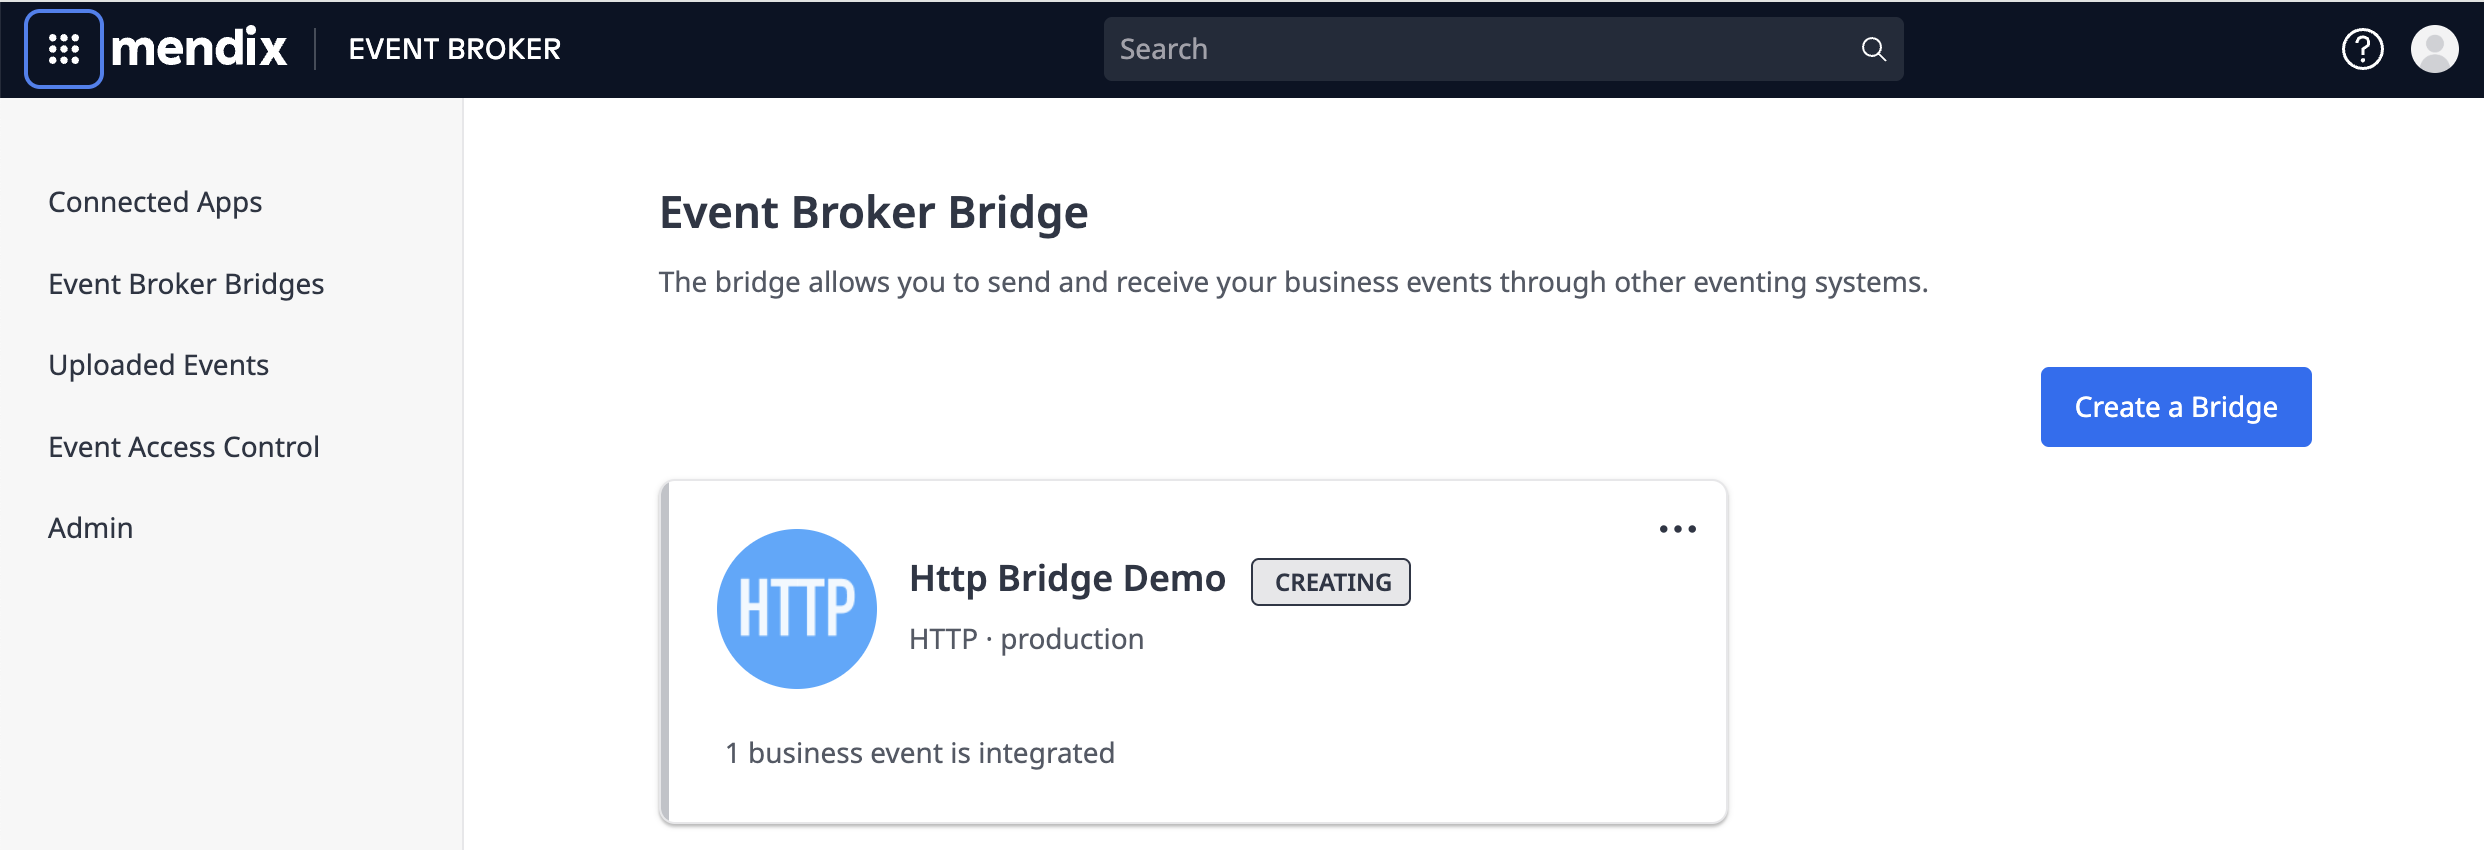 mendix
EVENT BROKER
Search
?
Connected Apps
Event Broker Bridges
Uploaded Events
Event Access Control
Admin
Event Broker Bridge
The bridge allows you to send and receive your business events through other eventing systems.
Create a Bridge
HTTP
Http Bridge Demo
CREATING
HTTP · production
1 business event is integrated